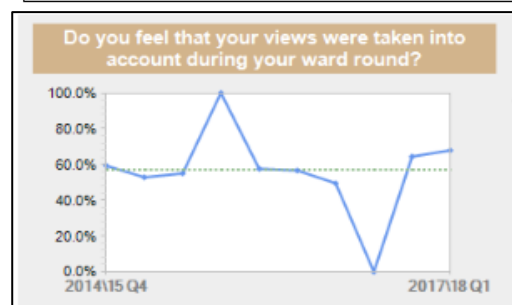 Do you feel that your views were taken into
account during your ward round?
100.0%
80.0%
60.0%
40.0%
20.0%
0.0%
2014\15 Q4
2017\18 Q1